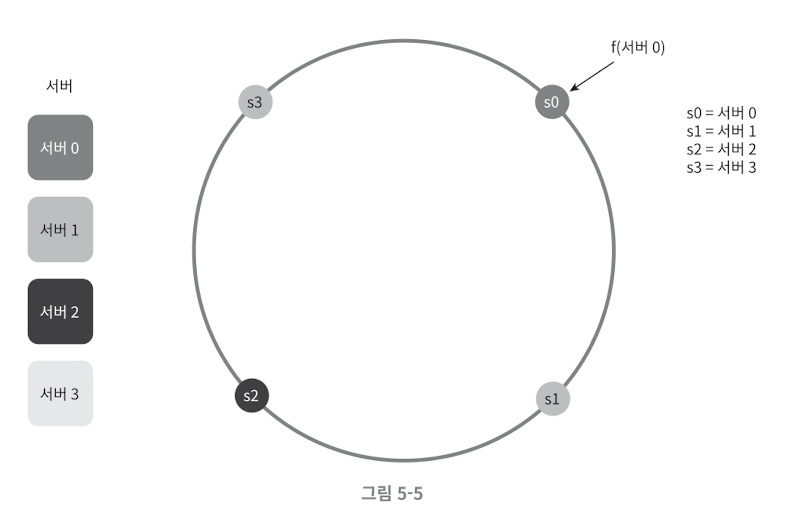 서버
서버 0
서버 1
서버 2
서버 3
s3
s0
s2
s1
f(서버 0)
s0 = 서버 0
s1 = 서버 1
s2 = 서버 2
s3 = 서버 3
그림 5-5